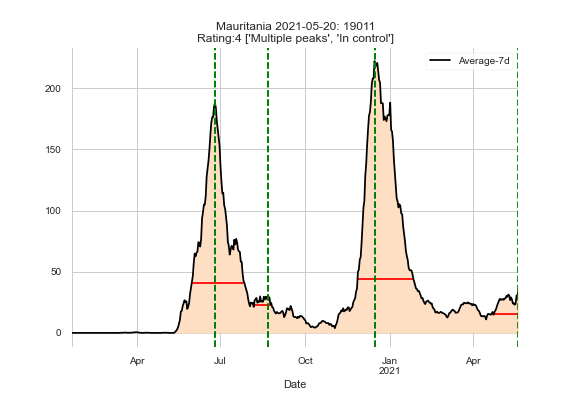 Mauritania 2021-05-20: 19011
Rating:4 ['Multiple peaks', 'In control']
Average-7d
200
150
100
50
0
Apr
Jul
Oct
Jan
2021
Apr
Date